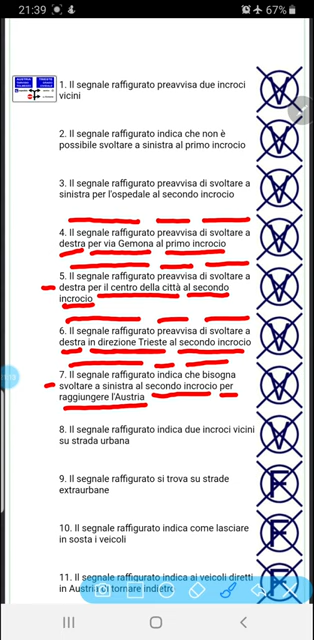 21:39
67%
AUSTRIA
TRIESTE
1. Il segnale raffigurato preavvisa due incroci
vicini
V
2. Il segnale raffigurato indica che non è
possibile svoltare a sinistra al primo incrocio
V
3. Il segnale raffigurato preavvisa di svoltare a
sinistra per l'ospedale al secondo incrocio
V
4. Il segnale raffigurato preavvisa di svoltare a
destra per via Gemona al primo incrocio
V
5. Il segnale raffigurato preavvisa di svoltare a
destra per il centro della città al secondo
incrocio
V
6. Il segnale raffigurato preavvisa di svoltare a
destra in direzione Trieste al secondo incrocio
V
7. Il segnale raffigurato indica che bisogna
svoltare a sinistra al secondo incrocio per
raggiungere l'Austria
V
8. Il segnale raffigurato indica due incroci vicini
su strada urbana
V
9. Il segnale raffigurato si trova su strade
extraurbane
F
10. Il segnale raffigurato indica come lasciare
in sosta i veicoli
F
11. Il segnale raffigurato indica ai veicoli diretti
in Austria di tornare indietro
F